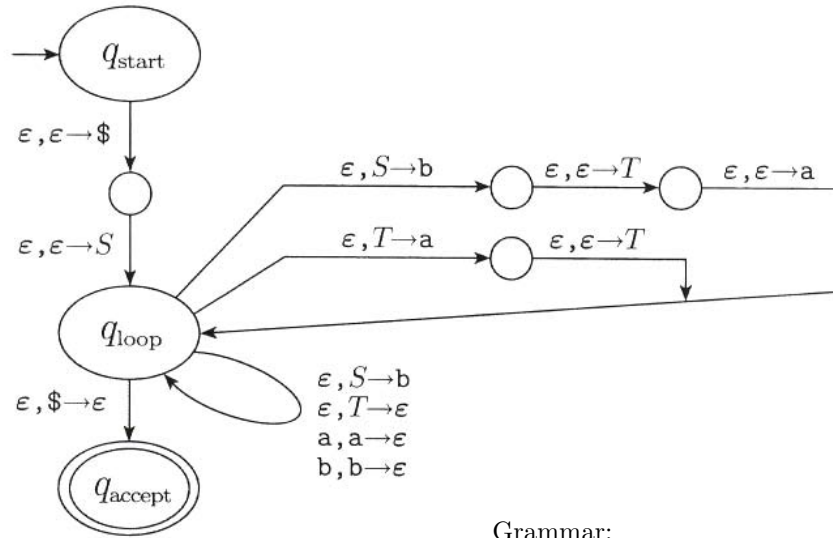 q_start
ε,ε→$
ε,S→b
ε,ε→T
ε,ε→a
ε,ε→S
ε,T→a
ε,ε→T
q_loop
ε,$→ε
ε,S→b
ε,T→ε
a,a→ε
b,b→ε
q_accept
Grammar: